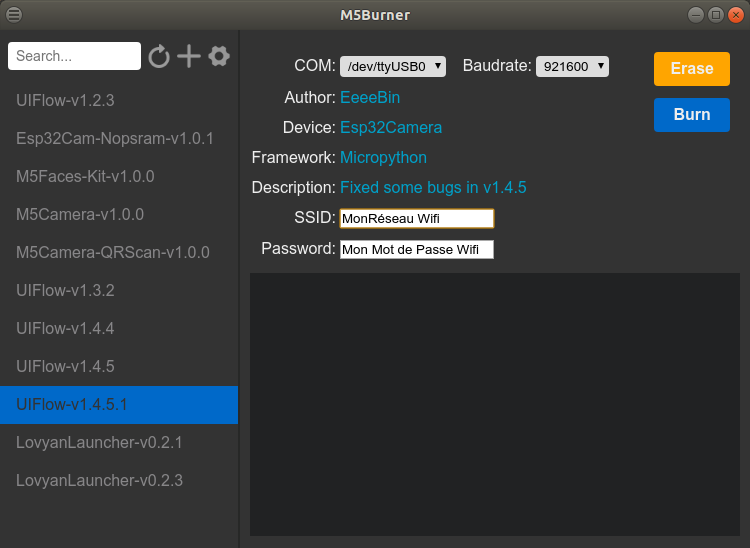 M5Burner
Search...
UIFlow-v1.2.3
Esp32Cam-Nopsram-v1.0.1
M5Faces-Kit-v1.0.0
M5Camera-v1.0.0
M5Camera-QRScan-v1.0.0
UIFlow-v1.3.2
UIFlow-v1.4.4
UIFlow-v1.4.5
UIFlow-v1.4.5.1
LovyanLauncher-v0.2.1
LovyanLauncher-v0.2.3
COM: /dev/ttyUSB0 Baudrate: 921600
Author: EeeeBin
Device: Esp32Camera
Framework: Micropython
Description: Fixed some bugs in v1.4.5
SSID: MonRéseau Wifi
Password: Mon Mot de Passe Wifi
Erase
Burn